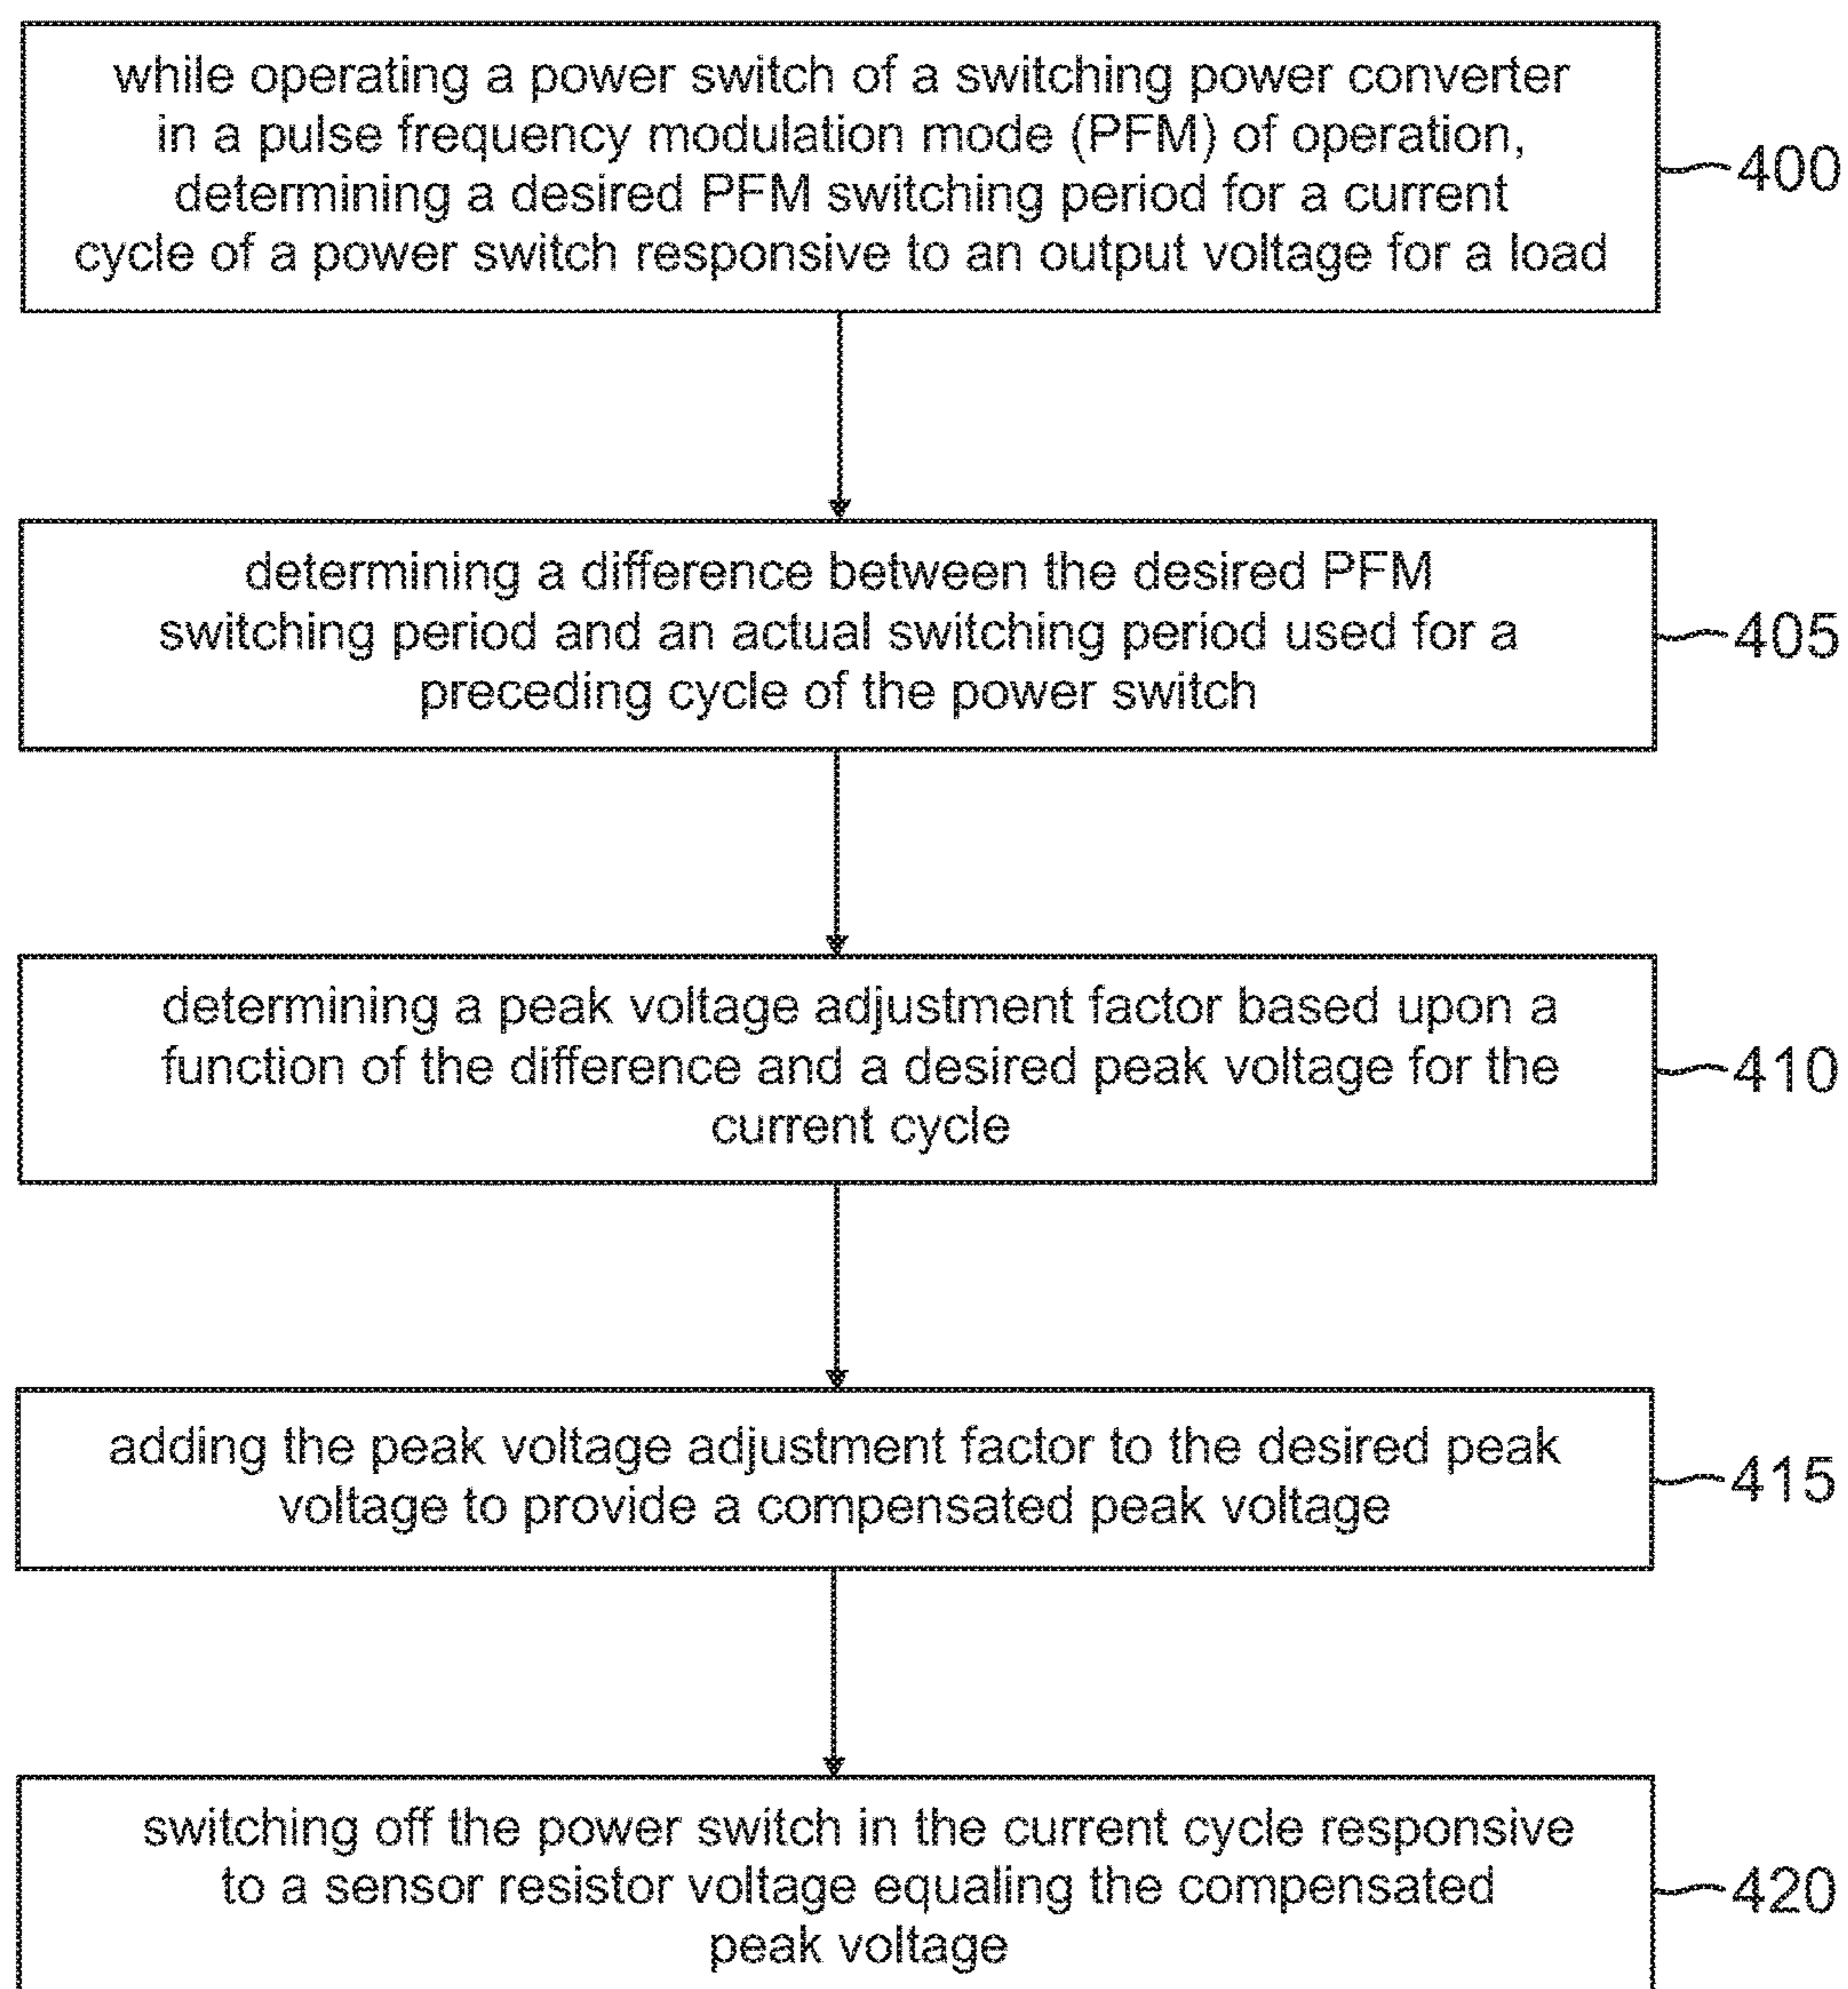 while operating a power switch of a switching power converter
in a pulse frequency modulation mode (PFM) of operation,
determining a desired PFM switching period for a current
cycle of a power switch responsive to an output voltage for a load
400
determining a difference between the desired PFM
switching period and an actual switching period used for a
preceding cycle of the power switch
405
determining a peak voltage adjustment factor based upon a
function of the difference and a desired peak voltage for the
current cycle
410
adding the peak voltage adjustment factor to the desired peak
voltage to provide a compensated peak voltage
415
switching off the power switch in the current cycle responsive
to a sensor resistor voltage equaling the compensated
peak voltage
420